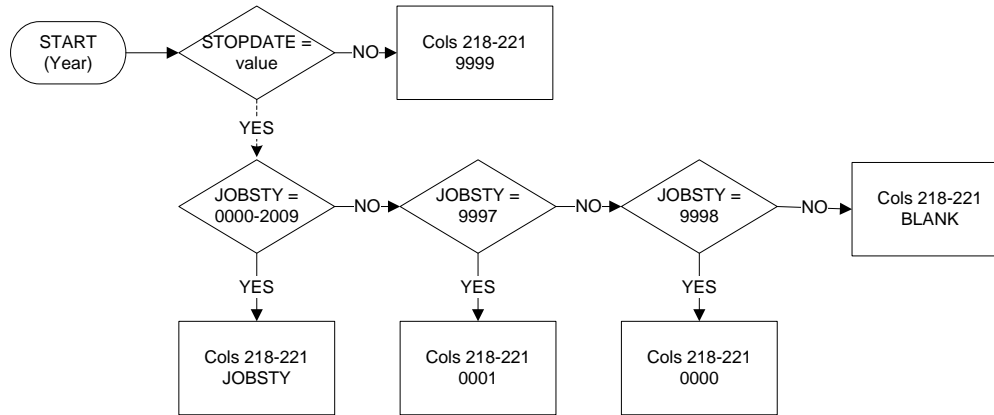 START
(Year)
STOPDATE =
value
NO
Cols 218-221
9999
YES
JOBSTY =
0000-2009
NO
JOBSTY =
9997
NO
JOBSTY =
9998
NO
Cols 218-221
BLANK
YES
YES
YES
Cols 218-221
JOBSTY
Cols 218-221
0001
Cols 218-221
0000